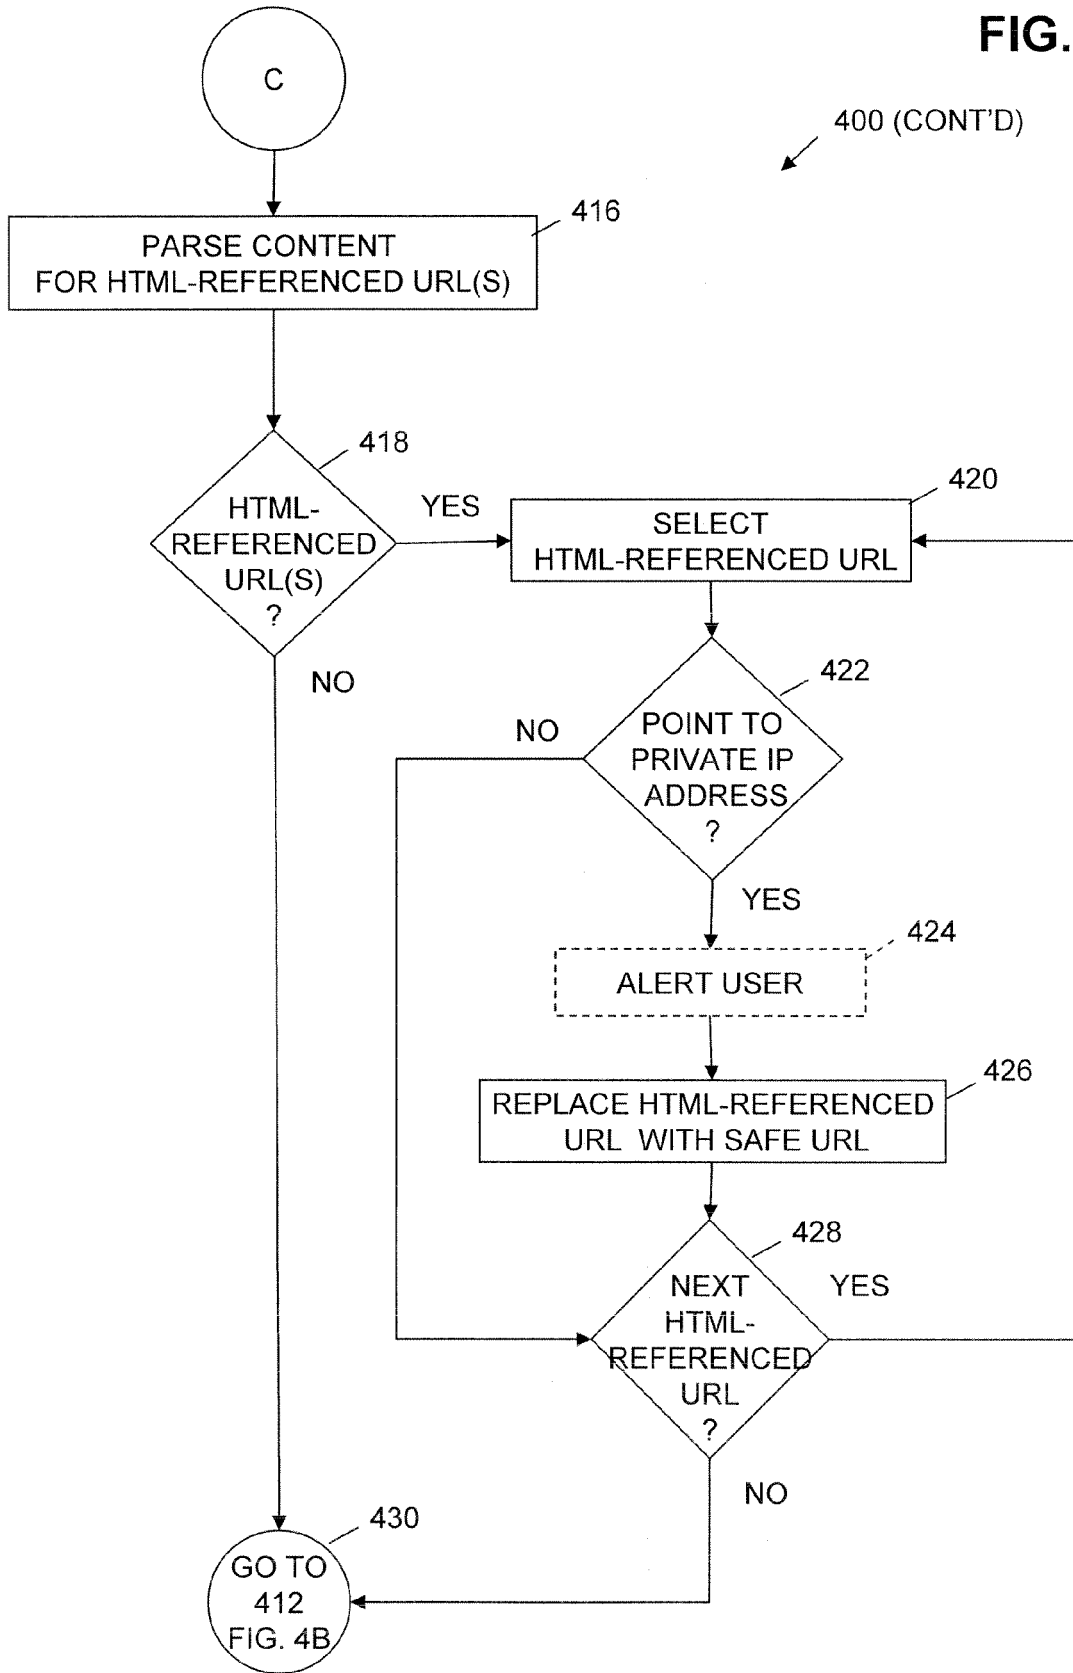 FIG.
C
400 (CONT'D)
416
PARSE CONTENT
FOR HTML-REFERENCED URL(S)
418
HTML-
REFERENCED
URL(S)
?
YES
NO
420
SELECT
HTML-REFERENCED URL
422
POINT TO
PRIVATE IP
ADDRESS
?
NO
YES
424
ALERT USER
426
REPLACE HTML-REFERENCED
URL WITH SAFE URL
428
NEXT
HTML-
REFERENCED
URL
?
YES
NO
430
GO TO
412
FIG. 4B